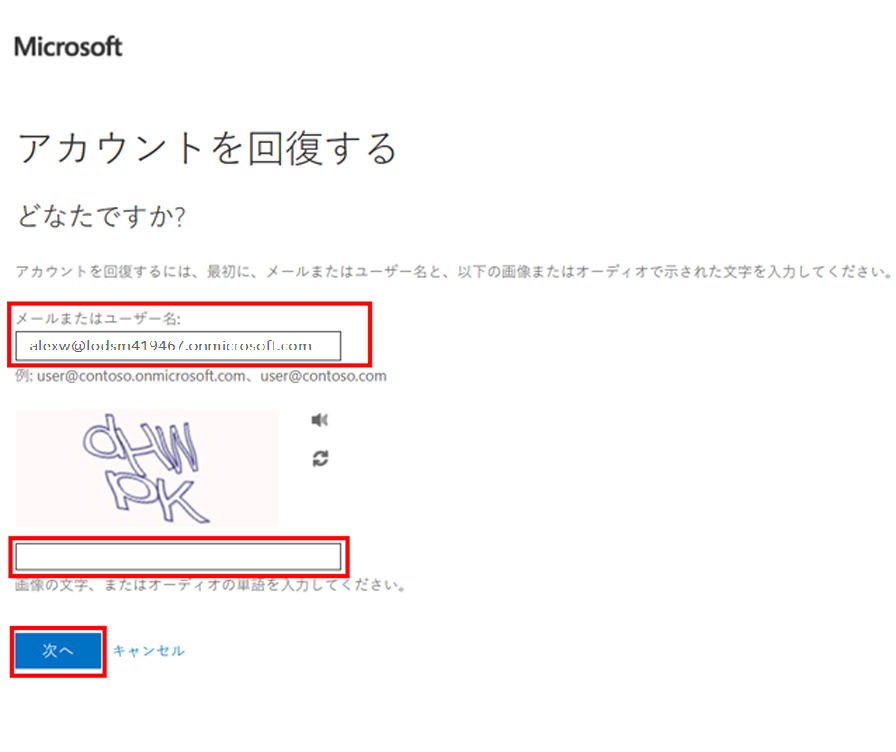 Microsoft
アカウントを回復する
どなたですか?
アカウントを回復するには、最初に、メールまたはユーザー名と、以下の画像またはオーディオで示された文字を入力してください。
メールまたはユーザー名:
alexw@lodsm419467.onmicrosoft.com
例: user@contoso.onmicrosoft.com、user@contoso.com
dHW
pK
画像の文字、またはオーディオの単語を入力してください。
次へ キャンセル